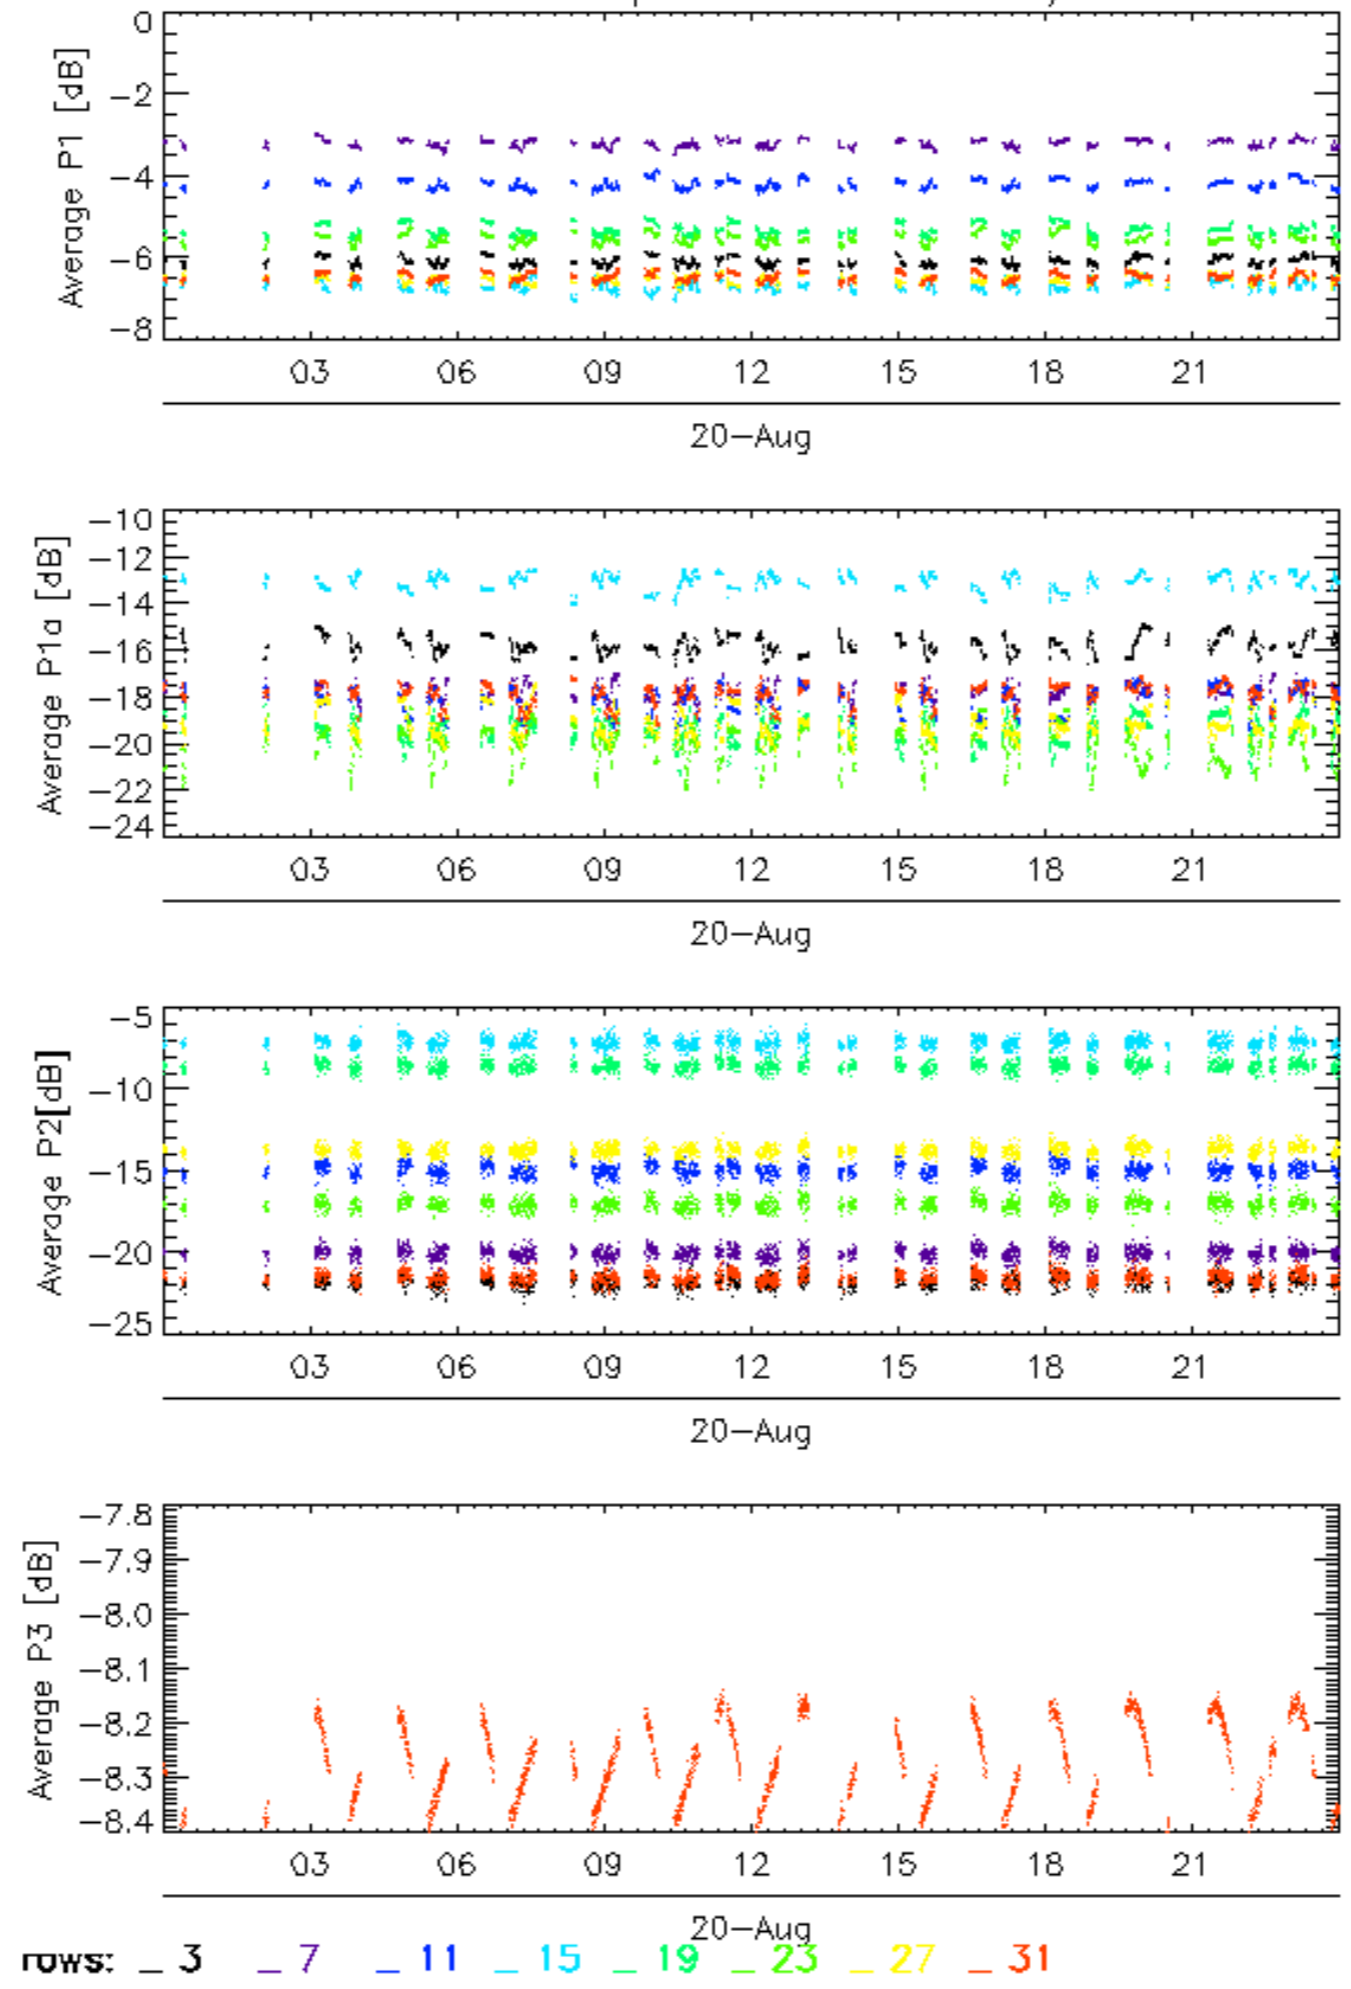 0
-2
-4
-6
-8
Average P1 [dB]
03 06 09 12 15 18 21
20-Aug
-10
-12
-14
-16
-18
-20
-22
-24
Average P1a [dB]
03 06 09 12 15 18 21
20-Aug
-5
-10
-15
-20
-25
Average P2[dB]
03 06 09 12 15 18 21
20-Aug
-7.8
-7.9
-8.0
-8.1
-8.2
-8.3
-8.4
Average P3 [dB]
03 06 09 12 15 18 21
20-Aug
rows: _ 3 _ 7 _ 11 _ 15 _ 19 _ 23 _ 27 _ 31